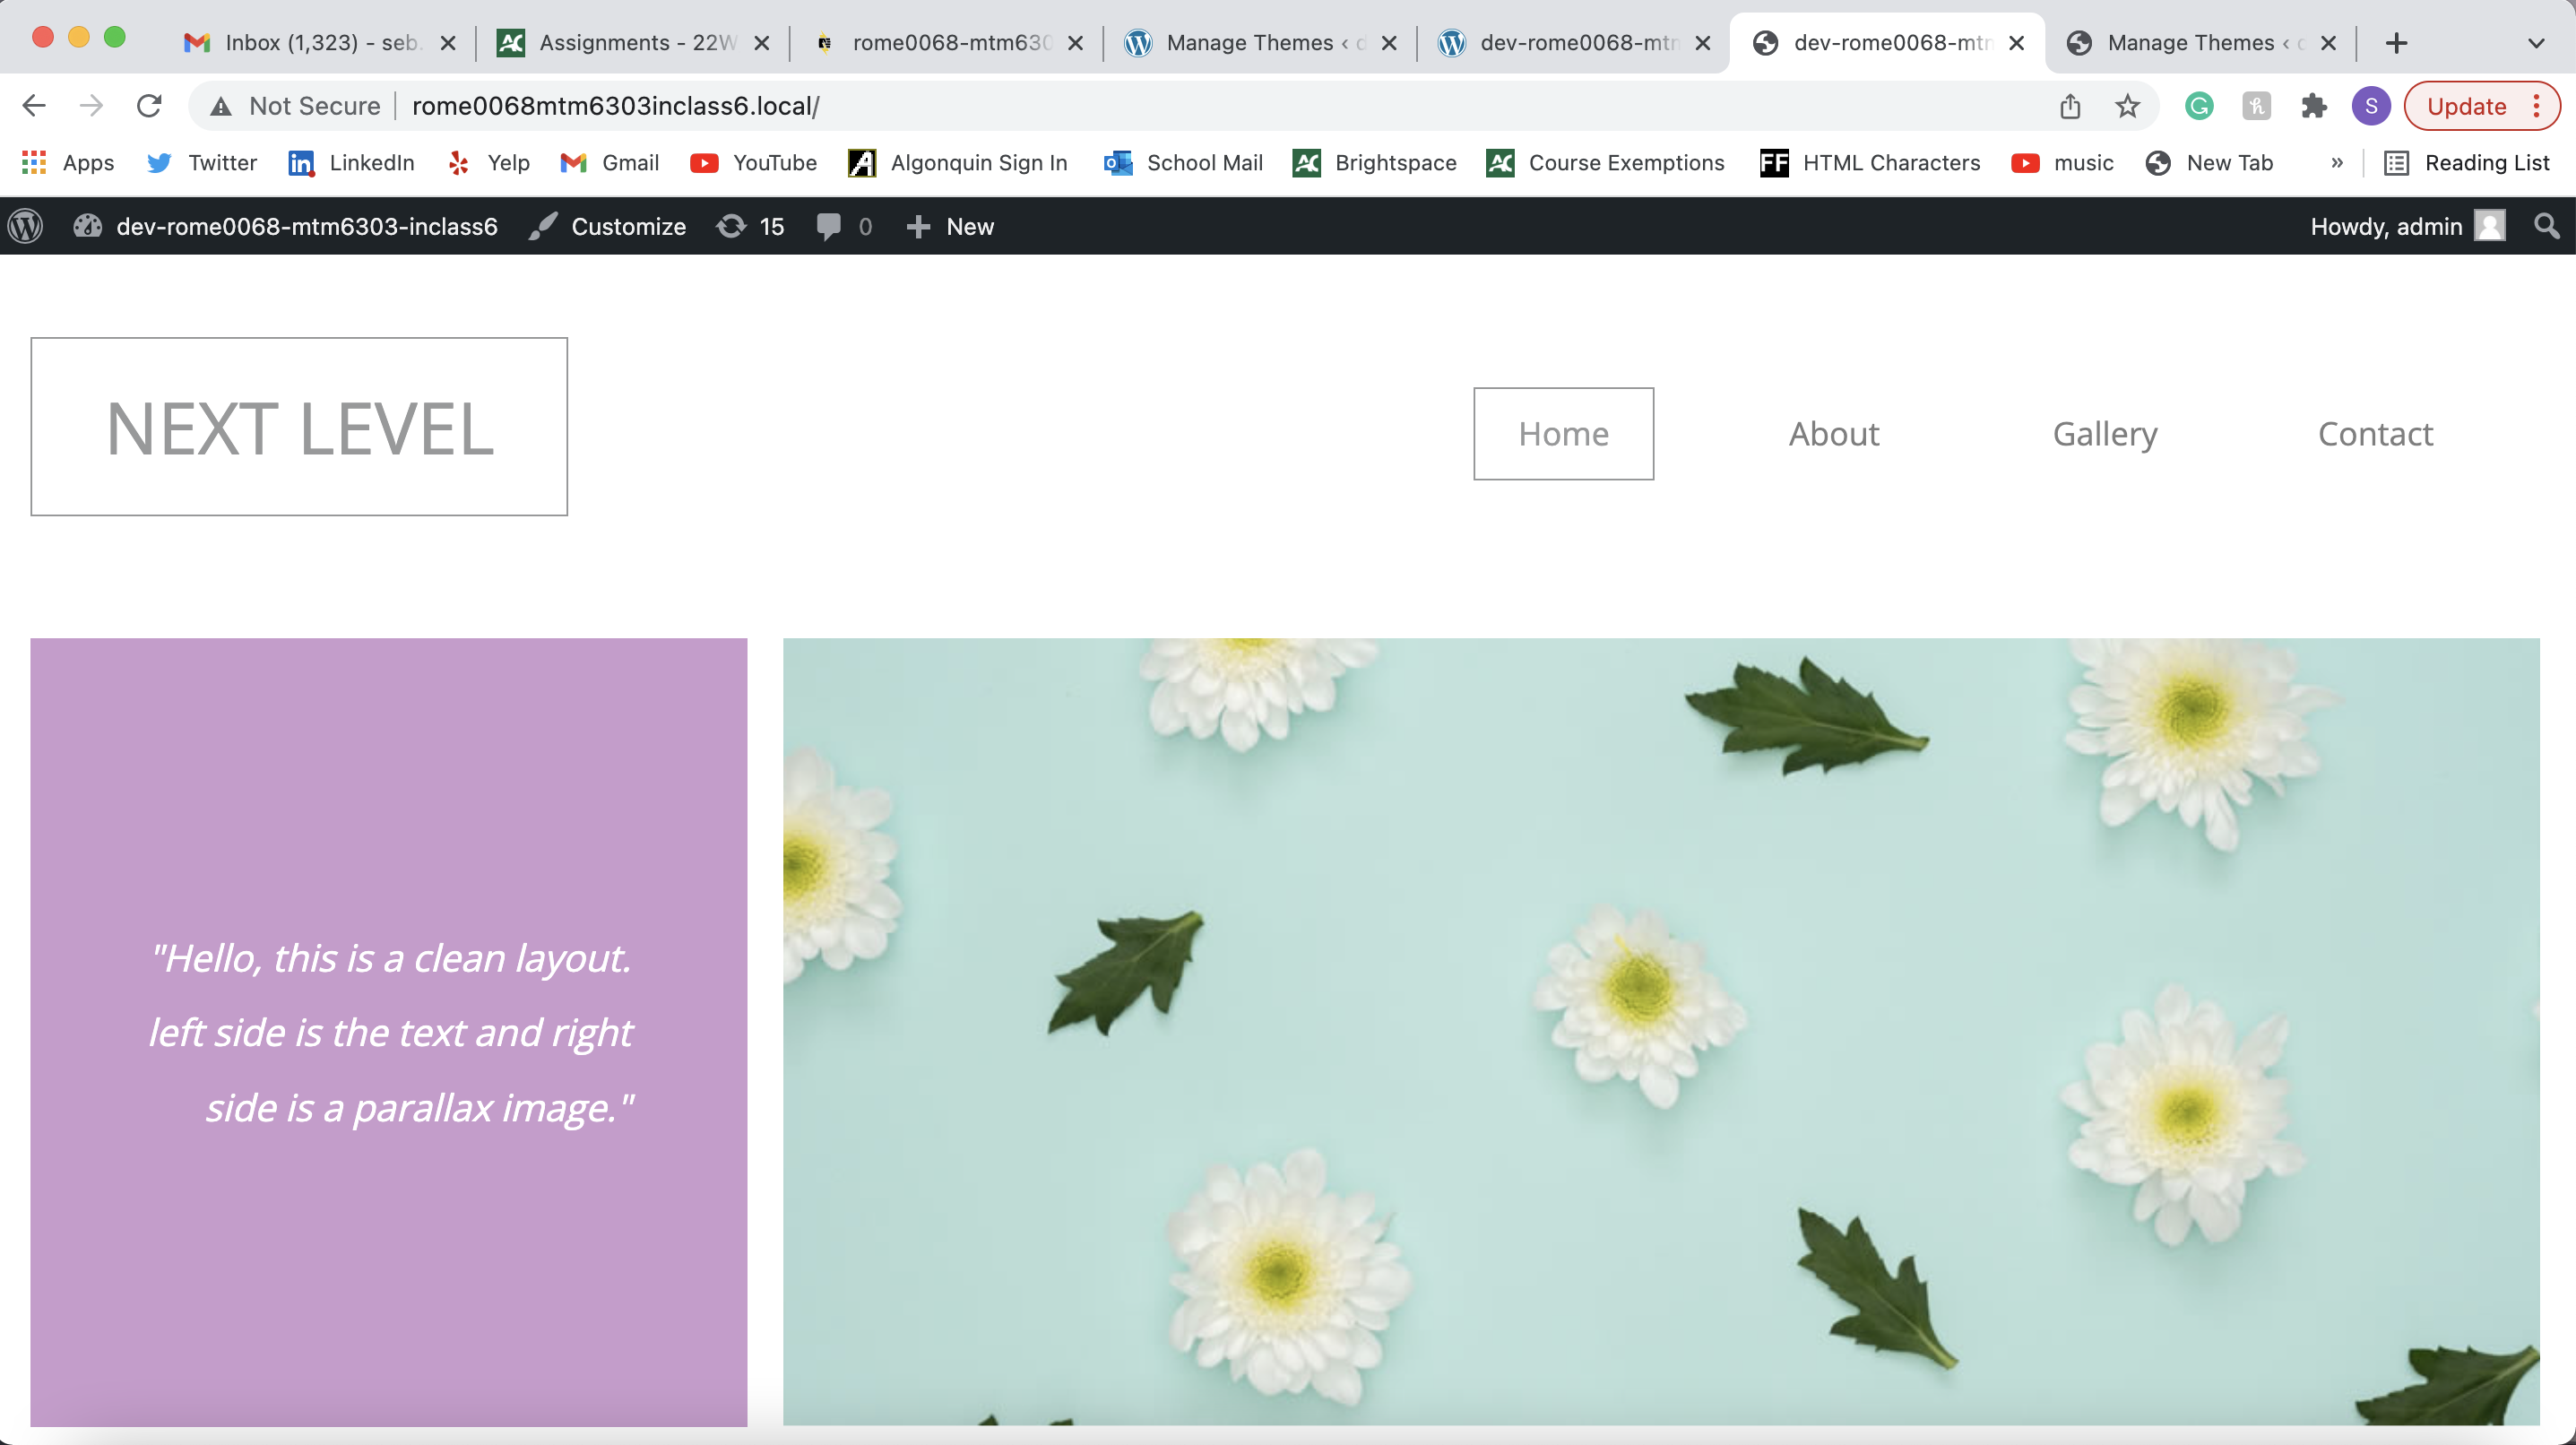 Inbox (1,323) - seb.
Assignments - 22W
rome0068-mtm630
Manage Themes ‹ d
dev-rome0068-mtm
dev-rome0068-mtm
Manage Themes ‹ d
Not Secure
rome0068mtm6303inclass6.local/
S
Update
Apps
Twitter
LinkedIn
Yelp
Gmail
YouTube
Algonquin Sign In
School Mail
Brightspace
Course Exemptions
FF HTML Characters
music
New Tab
»
Reading List
dev-rome0068-mtm6303-inclass6
Customize
15
0
New
Howdy, admin
NEXT LEVEL
Home
About
Gallery
Contact
"Hello, this is a clean layout.
left side is the text and right
side is a parallax image."